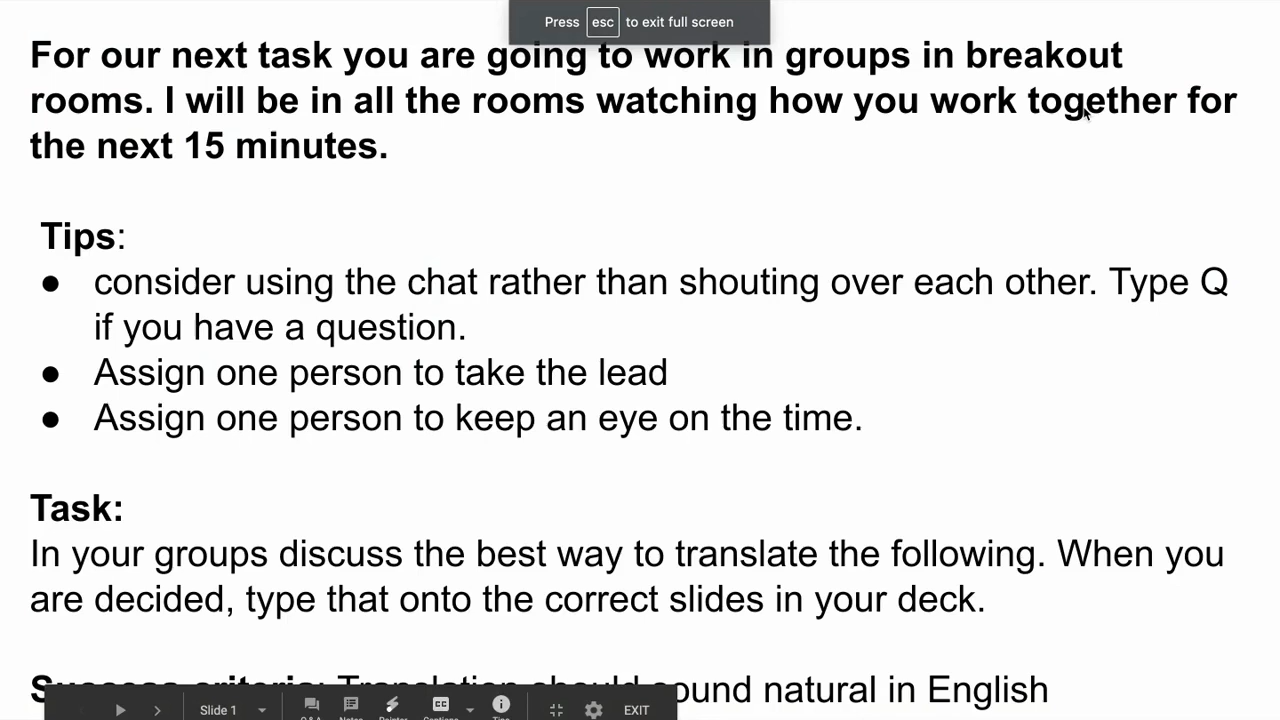 Press esc to exit full screen
For our next task you are going to work in groups in breakout
rooms. I will be in all the rooms watching how you work together for
the next 15 minutes.
Tips:
● consider using the chat rather than shouting over each other. Type Q
if you have a question.
● Assign one person to take the lead
● Assign one person to keep an eye on the time.
Task:
In your groups discuss the best way to translate the following. When you
are decided, type that onto the correct slides in your deck.
Success criteria: Translation should sound natural in English
Slide 1 EXIT